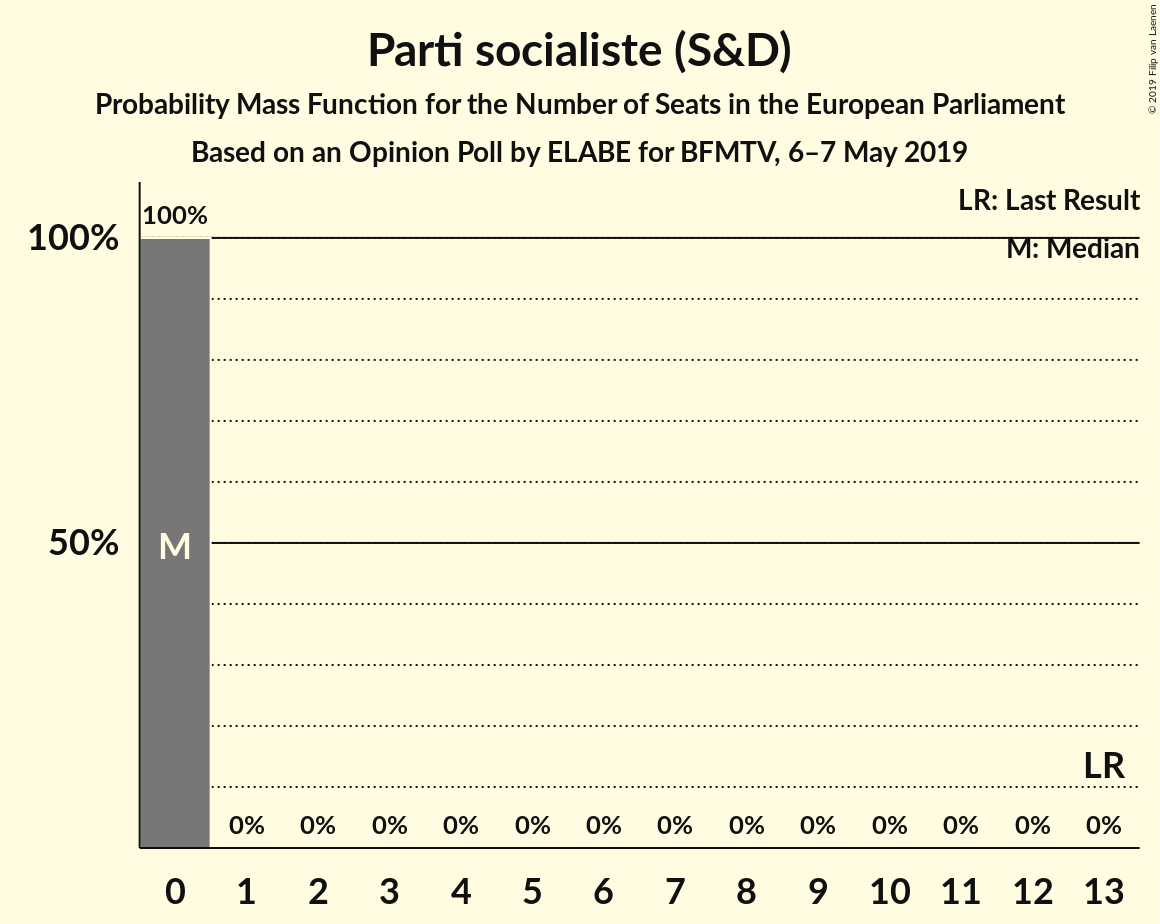 Parti socialiste (S&D)
Probability Mass Function for the Number of Seats in the European Parliament
Based on an Opinion Poll by ELABE for BFMTV, 6–7 May 2019
© 2019 Filip van Laenen
LR: Last Result
M: Median
100%
100%
50%
M
LR
0% 0% 0% 0% 0% 0% 0% 0% 0% 0% 0% 0% 0%
0 1 2 3 4 5 6 7 8 9 10 11 12 13